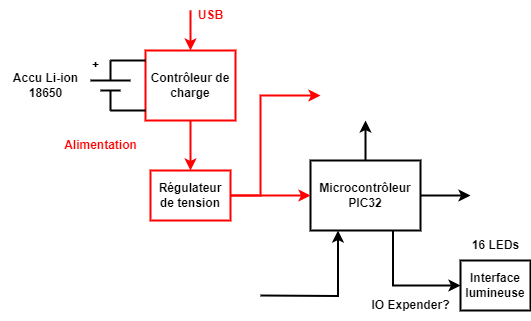 USB
+
Accu Li-ion
18650
Contrôleur de
charge
Alimentation
Régulateur
de tension
Microcontrôleur
PIC32
16 LEDs
Interface
lumineuse
IO Expender?